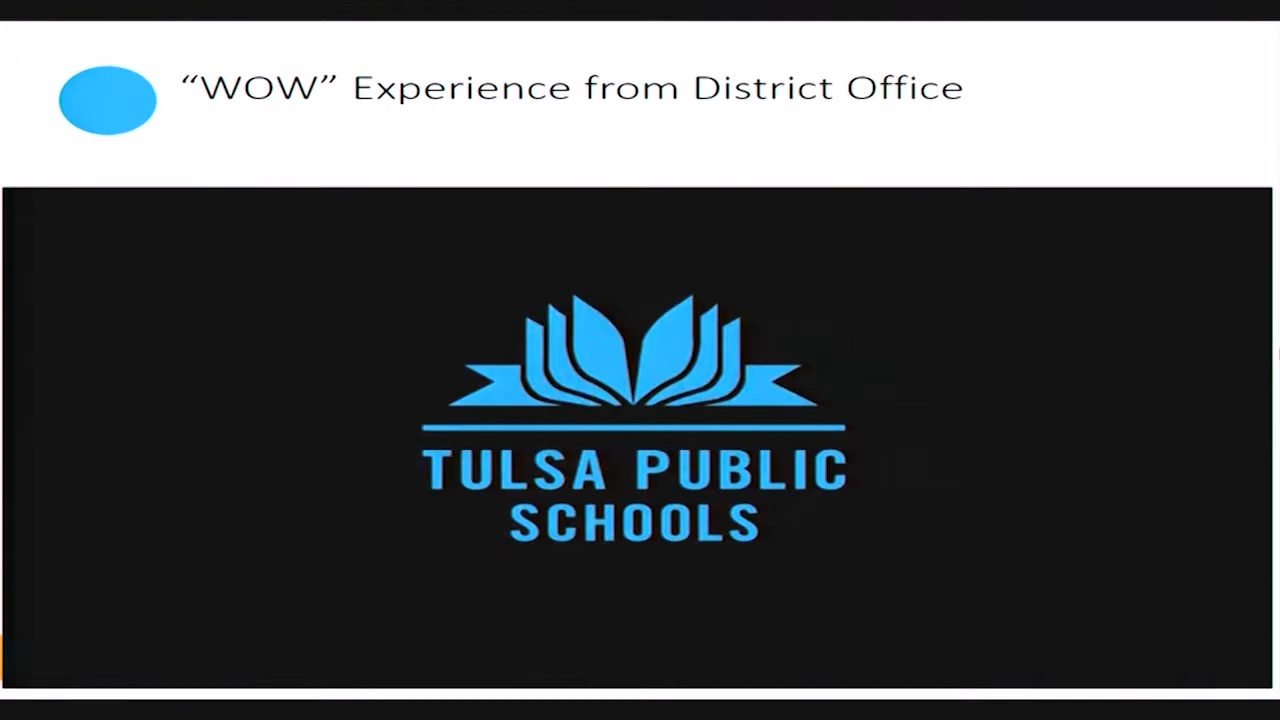 “WOW” Experience from District Office
TULSA PUBLIC
SCHOOLS